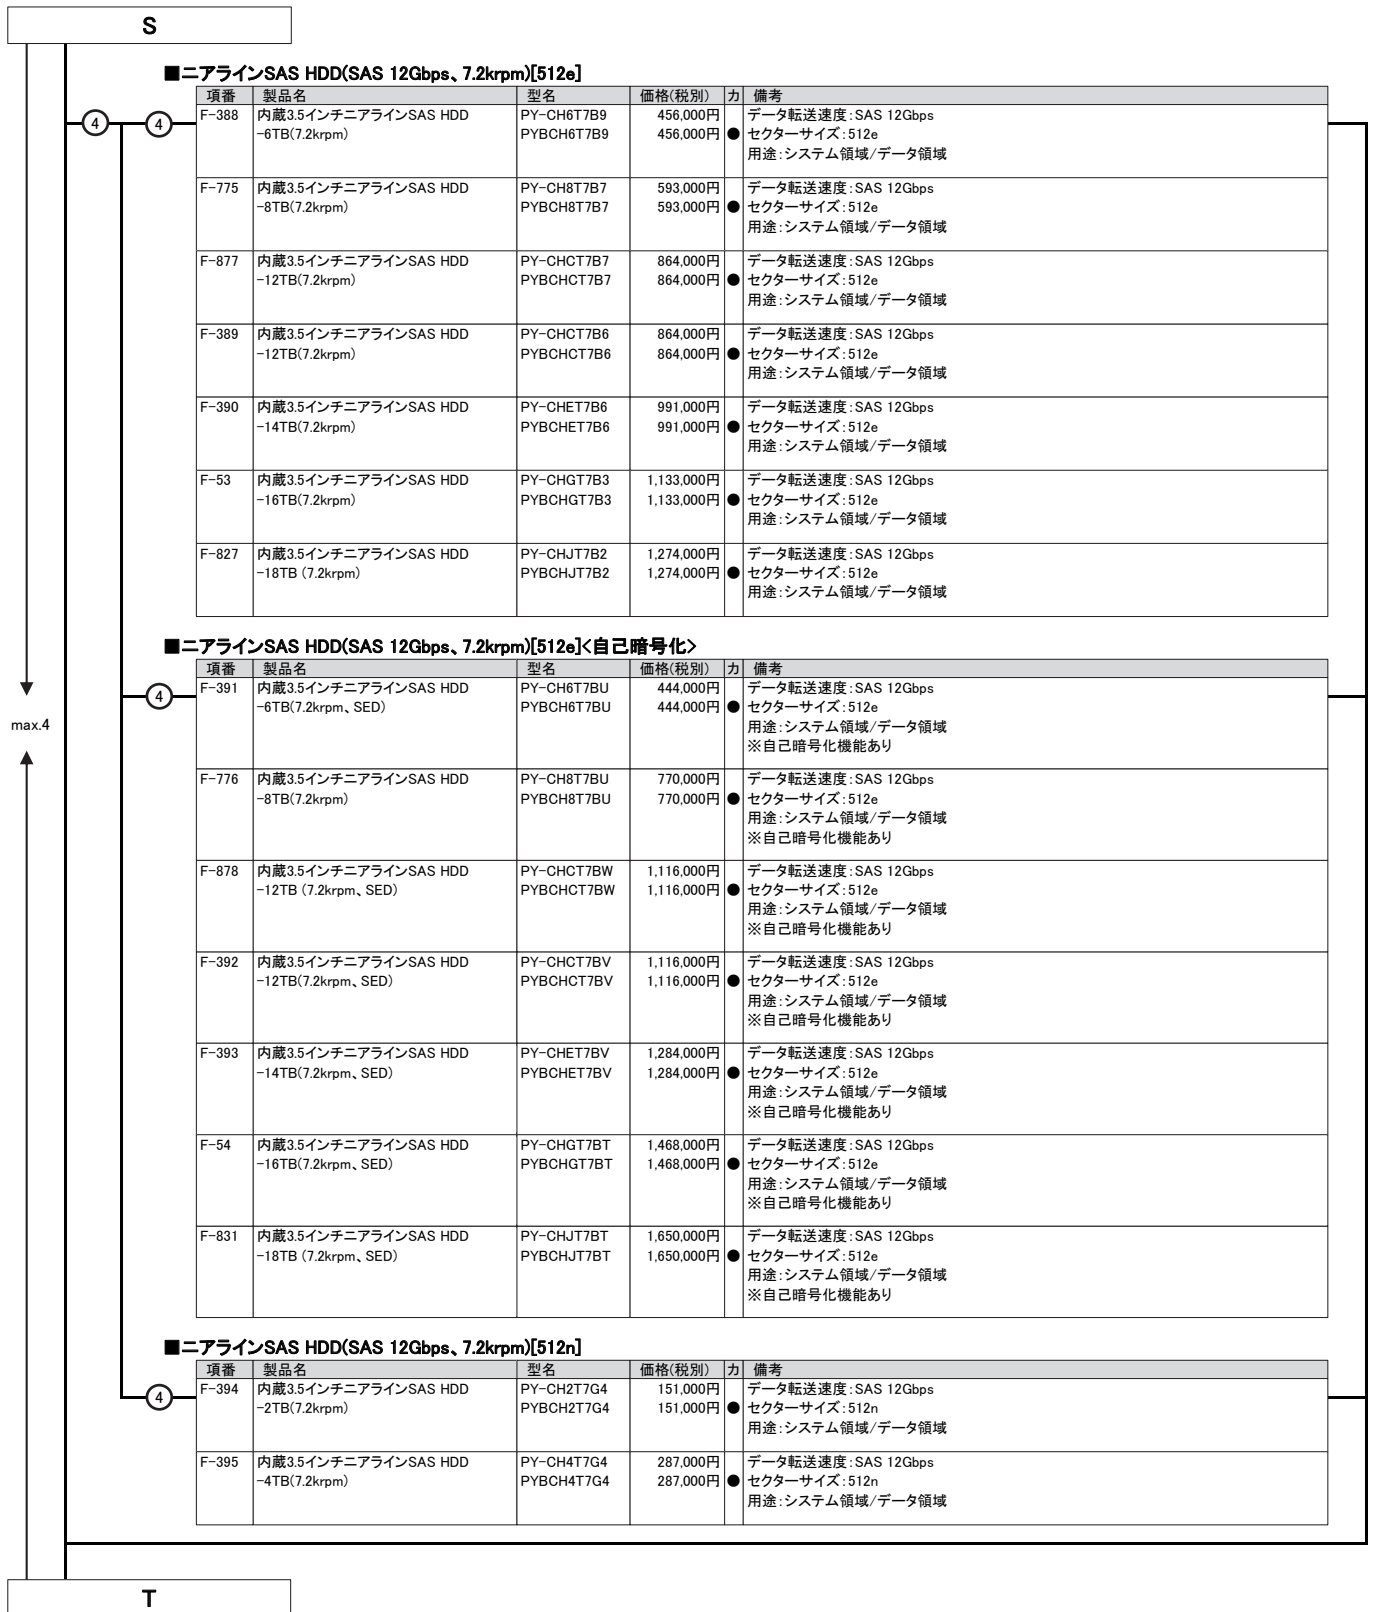 S
■ニアラインSAS HDD(SAS 12Gbps、7.2krpm)[512e]
項番 製品名 型名 価格(税別) カ 備考
④ ④ F-388 内蔵3.5インチニアラインSAS HDD PY-CH6T7B9 456,000円 データ転送速度:SAS 12Gbps
-6TB(7.2krpm) PYBCH6T7B9 456,000円 ● セクターサイズ:512e
用途:システム領域/データ領域
F-775 内蔵3.5インチニアラインSAS HDD PY-CH8T7B7 593,000円 データ転送速度:SAS 12Gbps
-8TB(7.2krpm) PYBCH8T7B7 593,000円 ● セクターサイズ:512e
用途:システム領域/データ領域
F-877 内蔵3.5インチニアラインSAS HDD PY-CHCT7B7 864,000円 データ転送速度:SAS 12Gbps
-12TB(7.2krpm) PYBCHCT7B7 864,000円 ● セクターサイズ:512e
用途:システム領域/データ領域
F-389 内蔵3.5インチニアラインSAS HDD PY-CHCT7B6 864,000円 データ転送速度:SAS 12Gbps
-12TB(7.2krpm) PYBCHCT7B6 864,000円 ● セクターサイズ:512e
用途:システム領域/データ領域
F-390 内蔵3.5インチニアラインSAS HDD PY-CHET7B6 991,000円 データ転送速度:SAS 12Gbps
-14TB(7.2krpm) PYBCHET7B6 991,000円 ● セクターサイズ:512e
用途:システム領域/データ領域
F-53 内蔵3.5インチニアラインSAS HDD PY-CHGT7B3 1,133,000円 データ転送速度:SAS 12Gbps
-16TB(7.2krpm) PYBCHGT7B3 1,133,000円 ● セクターサイズ:512e
用途:システム領域/データ領域
F-827 内蔵3.5インチニアラインSAS HDD PY-CHJT7B2 1,274,000円 データ転送速度:SAS 12Gbps
-18TB (7.2krpm) PYBCHJT7B2 1,274,000円 ● セクターサイズ:512e
用途:システム領域/データ領域
■ニアラインSAS HDD(SAS 12Gbps、7.2krpm)[512e]<自己暗号化>
項番 製品名 型名 価格(税別) カ 備考
④ F-391 内蔵3.5インチニアラインSAS HDD PY-CH6T7BU 444,000円 データ転送速度:SAS 12Gbps
-6TB(7.2krpm、SED) PYBCH6T7BU 444,000円 ● セクターサイズ:512e
max.4 用途:システム領域/データ領域
※自己暗号化機能あり
F-776 内蔵3.5インチニアラインSAS HDD PY-CH8T7BU 770,000円 データ転送速度:SAS 12Gbps
-8TB(7.2krpm) PYBCH8T7BU 770,000円 ● セクターサイズ:512e
用途:システム領域/データ領域
※自己暗号化機能あり
F-878 内蔵3.5インチニアラインSAS HDD PY-CHCT7BW 1,116,000円 データ転送速度:SAS 12Gbps
-12TB (7.2krpm、SED) PYBCHCT7BW 1,116,000円 ● セクターサイズ:512e
用途:システム領域/データ領域
※自己暗号化機能あり
F-392 内蔵3.5インチニアラインSAS HDD PY-CHCT7BV 1,116,000円 データ転送速度:SAS 12Gbps
-12TB(7.2krpm、SED) PYBCHCT7BV 1,116,000円 ● セクターサイズ:512e
用途:システム領域/データ領域
※自己暗号化機能あり
F-393 内蔵3.5インチニアラインSAS HDD PY-CHET7BV 1,284,000円 データ転送速度:SAS 12Gbps
-14TB(7.2krpm、SED) PYBCHET7BV 1,284,000円 ● セクターサイズ:512e
用途:システム領域/データ領域
※自己暗号化機能あり
F-54 内蔵3.5インチニアラインSAS HDD PY-CHGT7BT 1,468,000円 データ転送速度:SAS 12Gbps
-16TB(7.2krpm、SED) PYBCHGT7BT 1,468,000円 ● セクターサイズ:512e
用途:システム領域/データ領域
※自己暗号化機能あり
F-831 内蔵3.5インチニアラインSAS HDD PY-CHJT7BT 1,650,000円 データ転送速度:SAS 12Gbps
-18TB (7.2krpm、SED) PYBCHJT7BT 1,650,000円 ● セクターサイズ:512e
用途:システム領域/データ領域
※自己暗号化機能あり
■ニアラインSAS HDD(SAS 12Gbps、7.2krpm)[512n]
項番 製品名 型名 価格(税別) カ 備考
④ F-394 内蔵3.5インチニアラインSAS HDD PY-CH2T7G4 151,000円 データ転送速度:SAS 12Gbps
-2TB(7.2krpm) PYBCH2T7G4 151,000円 ● セクターサイズ:512n
用途:システム領域/データ領域
F-395 内蔵3.5インチニアラインSAS HDD PY-CH4T7G4 287,000円 データ転送速度:SAS 12Gbps
-4TB(7.2krpm) PYBCH4T7G4 287,000円 ● セクターサイズ:512n
用途:システム領域/データ領域
T